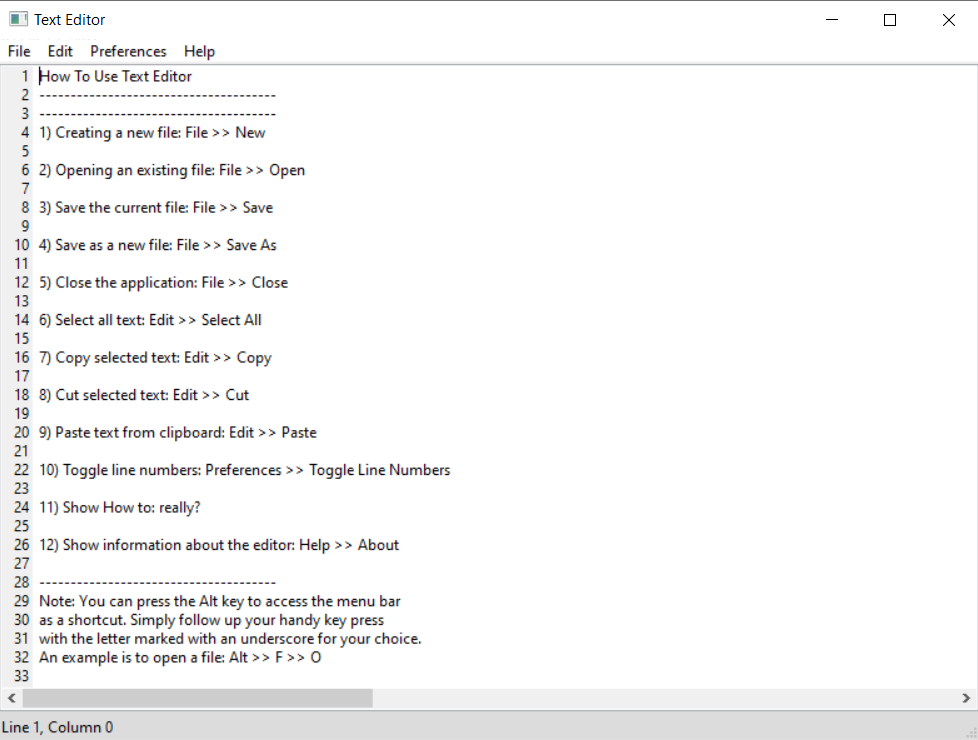 Text Editor
File Edit Preferences Help
1 How To Use Text Editor
2 --------------------------------------
3 --------------------------------------
4 1) Creating a new file: File >> New
5
6 2) Opening an existing file: File >> Open
7
8 3) Save the current file: File >> Save
9
10 4) Save as a new file: File >> Save As
11
12 5) Close the application: File >> Close
13
14 6) Select all text: Edit >> Select All
15
16 7) Copy selected text: Edit >> Copy
17
18 8) Cut selected text: Edit >> Cut
19
20 9) Paste text from clipboard: Edit >> Paste
21
22 10) Toggle line numbers: Preferences >> Toggle Line Numbers
23
24 11) Show How to: really?
25
26 12) Show information about the editor: Help >> About
27
28 --------------------------------------
29 Note: You can press the Alt key to access the menu bar
30 as a shortcut. Simply follow up your handy key press
31 with the letter marked with an underscore for your choice.
32 An example is to open a file: Alt >> F >> O
33
Line 1, Column 0